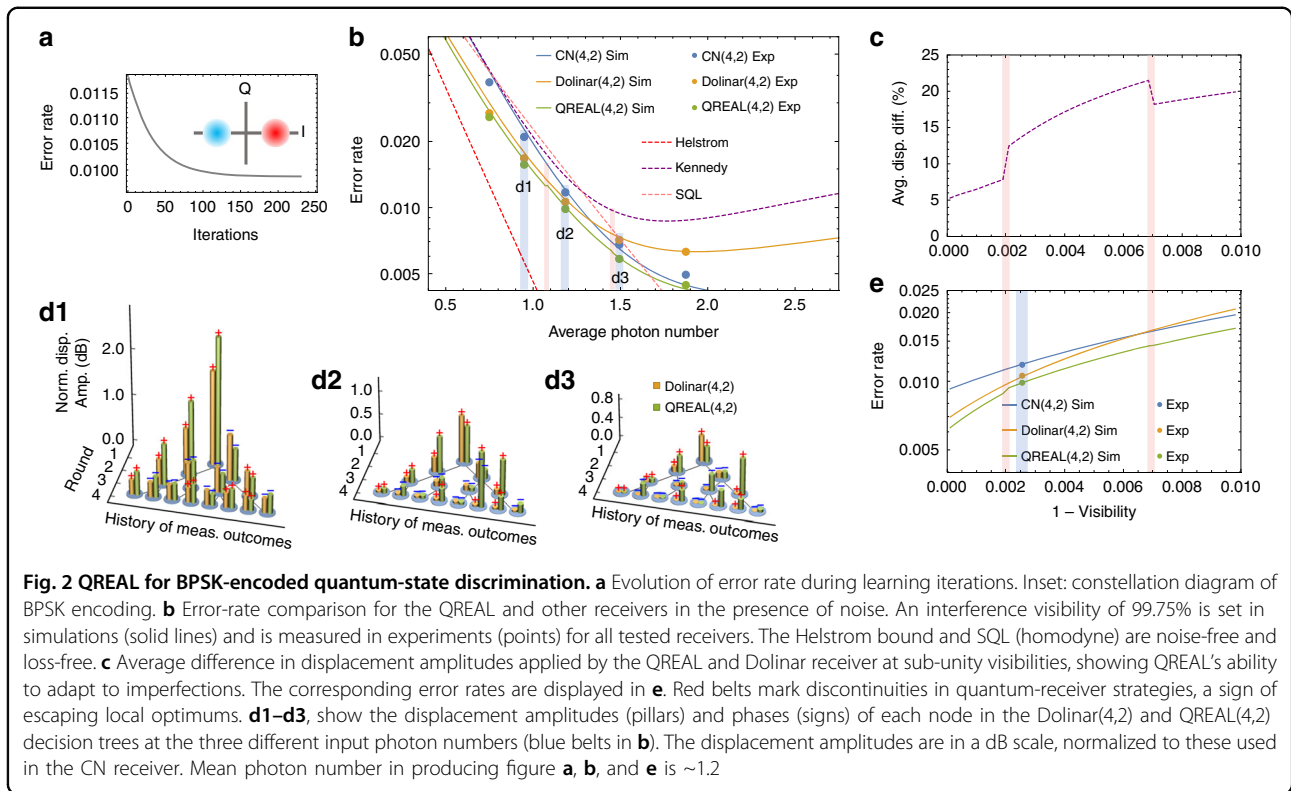 a
Error rate
0.0115
0.0110
0.0105
0.0100
Q
I
0 50 100 150 200 250
Iterations
b
Error rate
0.050
0.020
0.010
0.005
CN(4,2) Sim
Dolinar(4,2) Sim
QREAL(4,2) Sim
CN(4,2) Exp
Dolinar(4,2) Exp
QREAL(4,2) Exp
Helstrom
Kennedy
SQL
d1
d2
d3
0.5 1.0 1.5 2.0 2.5
Average photon number
c
Avg. disp. diff. (%)
25
20
15
10
5
0
0.000 0.002 0.004 0.006 0.008 0.010
d1
Norm. disp.
Amp. (dB)
2.0
1.0
0.0
Round
1
2
3
4
History of meas. outcomes
d2
1.0
0.5
0.0
1
2
3
4
History of meas. outcomes
d3
Dolinar(4,2)
QREAL(4,2)
0.8
0.4
0.0
1
2
3
4
History of meas. outcomes
e
Error rate
0.025
0.020
0.015
0.010
0.005
CN(4,2) Sim
Dolinar(4,2) Sim
QREAL(4,2) Sim
Exp
Exp
Exp
0.000 0.002 0.004 0.006 0.008 0.010
1 – Visibility
Fig. 2 QREAL for BPSK-encoded quantum-state discrimination. a Evolution of error rate during learning iterations. Inset: constellation diagram of
BPSK encoding. b Error-rate comparison for the QREAL and other receivers in the presence of noise. An interference visibility of 99.75% is set in
simulations (solid lines) and is measured in experiments (points) for all tested receivers. The Helstrom bound and SQL (homodyne) are noise-free and
loss-free. c Average difference in displacement amplitudes applied by the QREAL and Dolinar receiver at sub-unity visibilities, showing QREAL's ability
to adapt to imperfections. The corresponding error rates are displayed in e. Red belts mark discontinuities in quantum-receiver strategies, a sign of
escaping local optimums. d1–d3, show the displacement amplitudes (pillars) and phases (signs) of each node in the Dolinar(4,2) and QREAL(4,2)
decision trees at the three different input photon numbers (blue belts in b). The displacement amplitudes are in a dB scale, normalized to these used
in the CN receiver. Mean photon number in producing figure a, b, and e is ~1.2